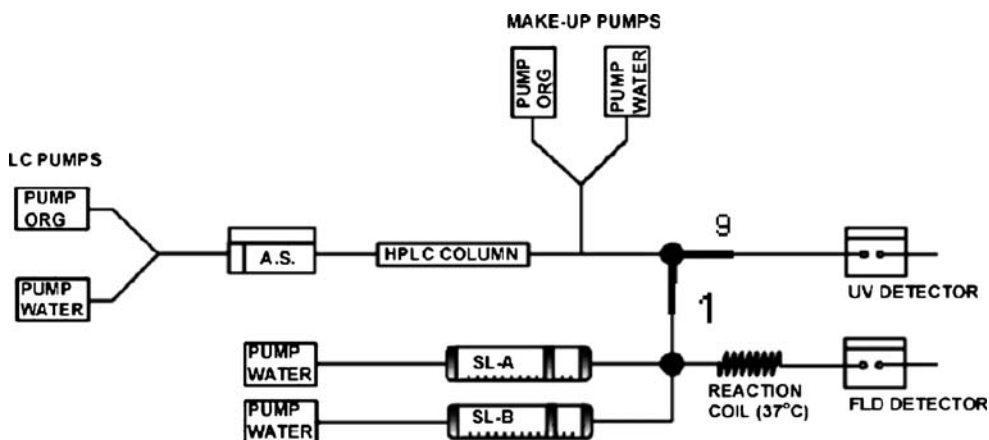 MAKE-UP PUMPS
PUMP
ORG
PUMP
WATER
LC PUMPS
PUMP
ORG
PUMP
WATER
A.S.
HPLC COLUMN
9
UV DETECTOR
1
PUMP
WATER
SL-A
REACTION
COIL (37°C)
FLD DETECTOR
PUMP
WATER
SL-B